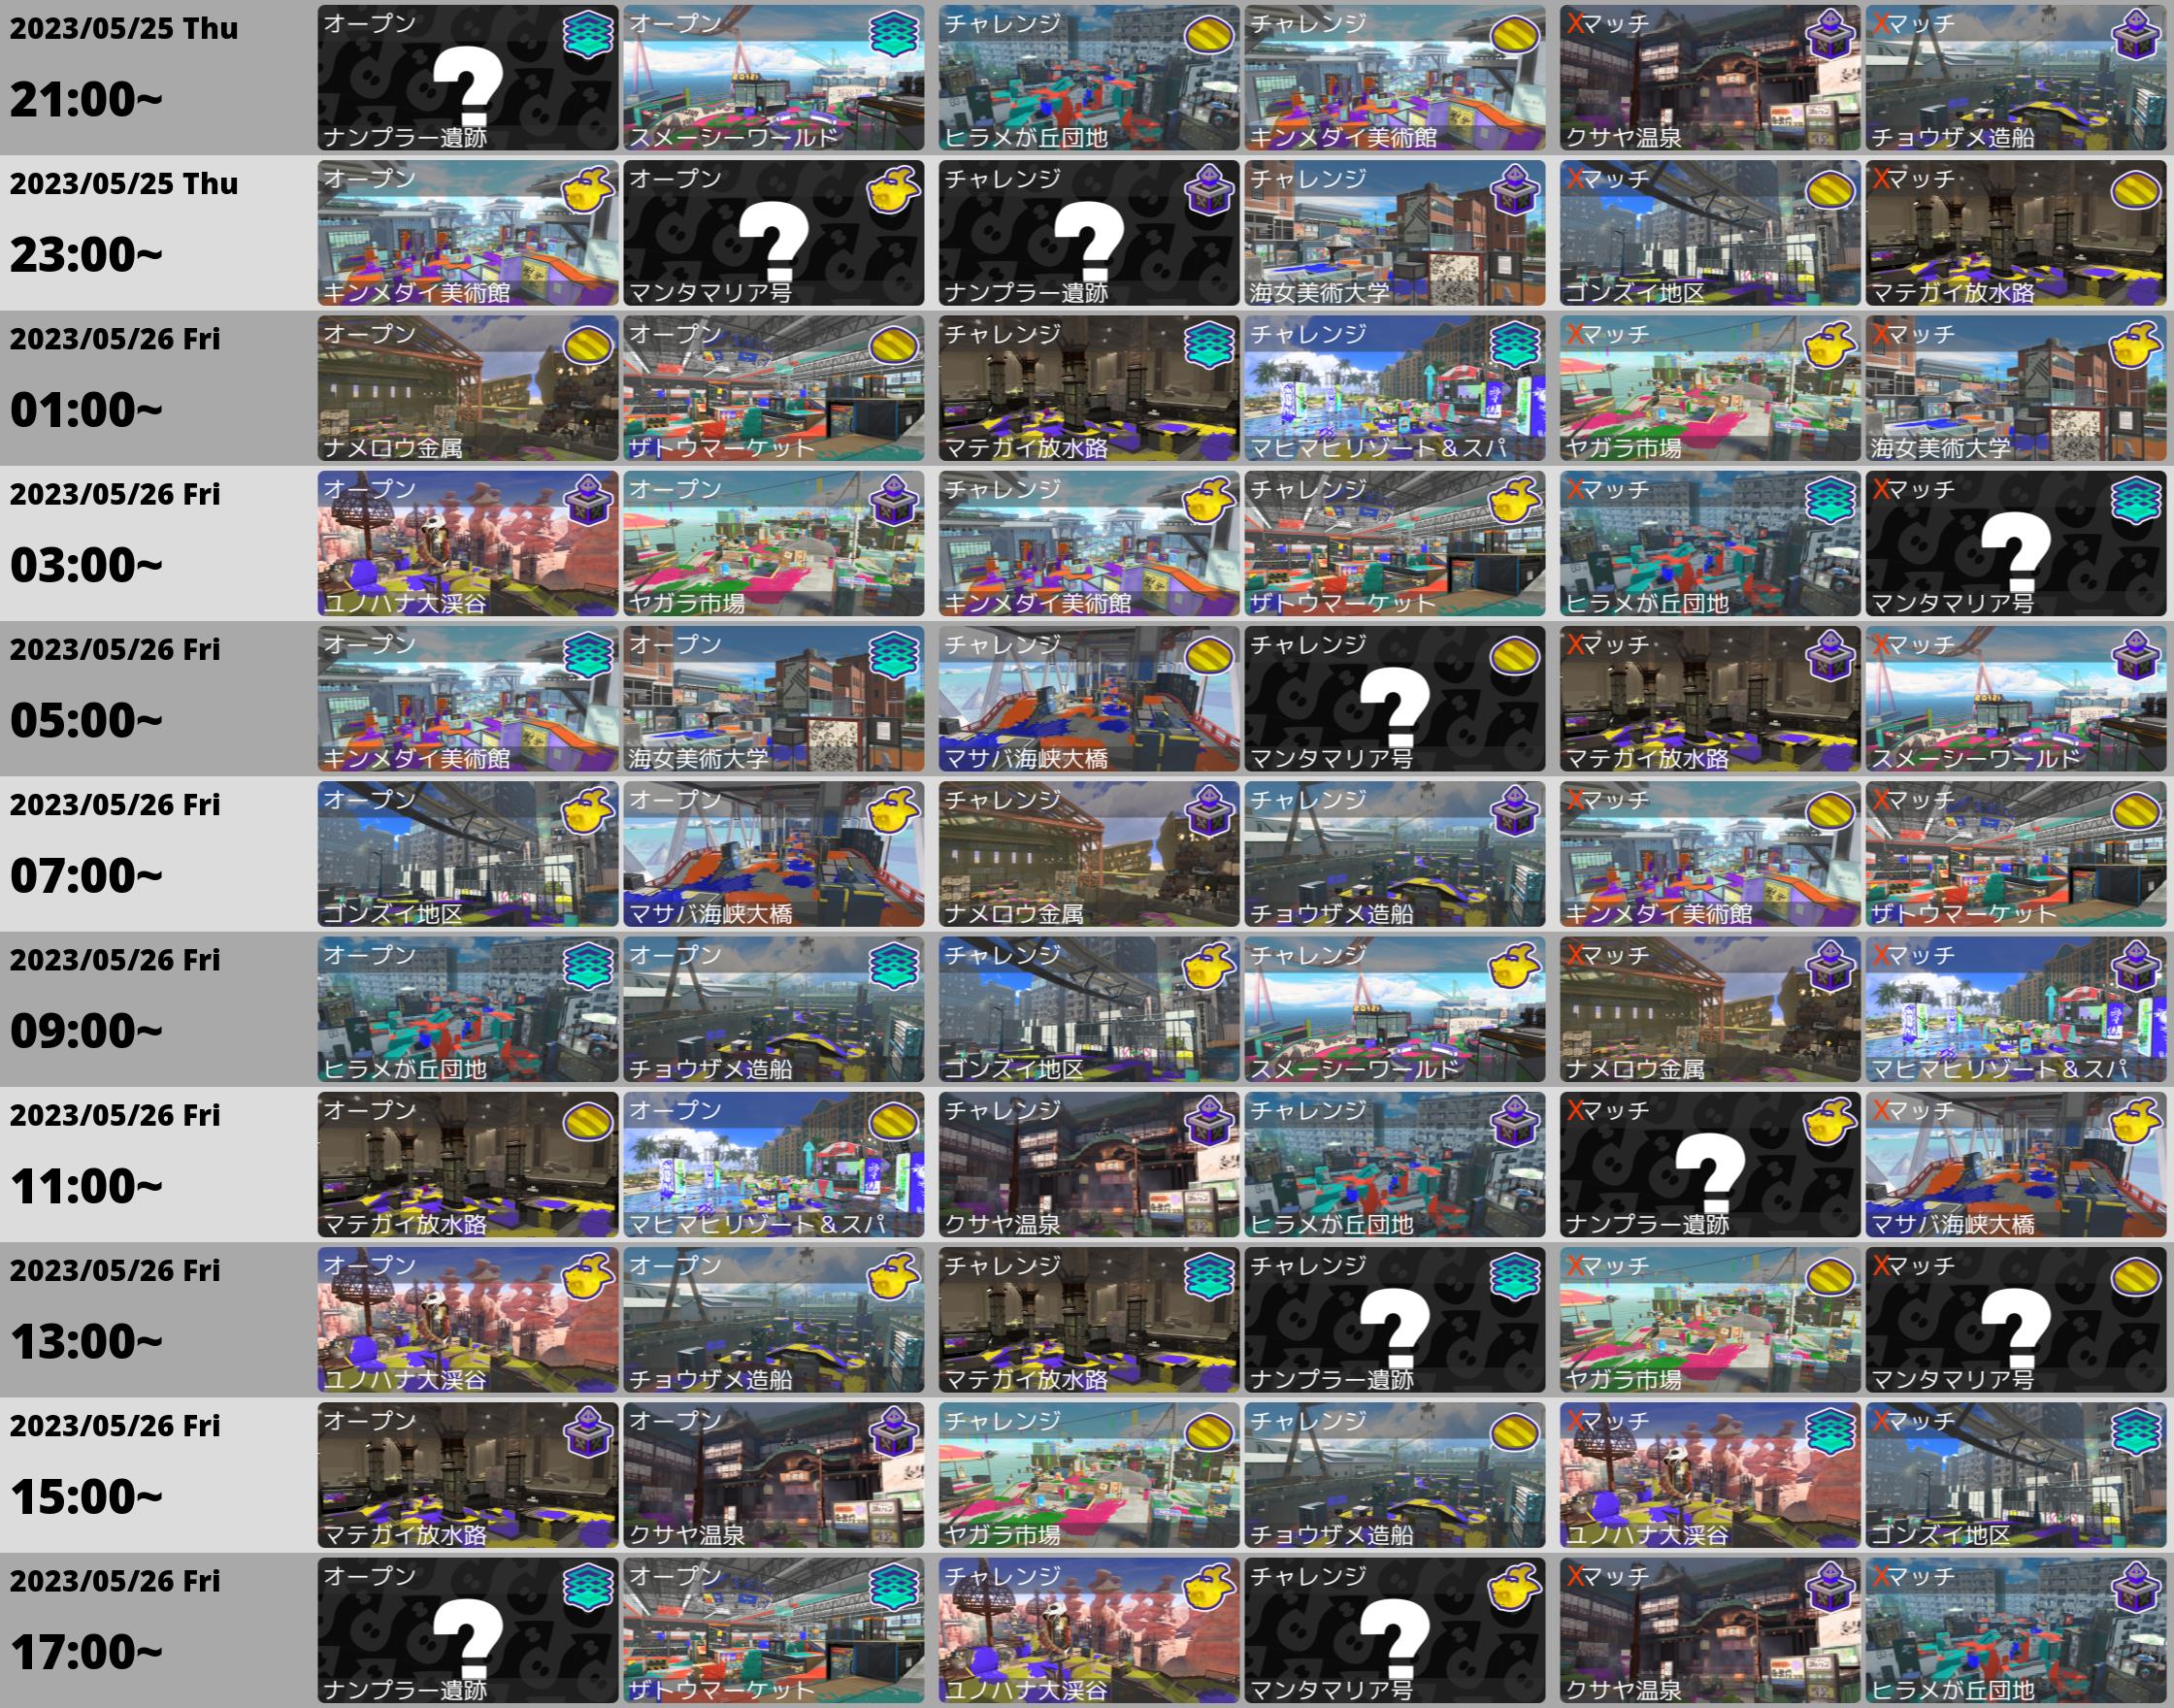 2023/05/25 Thu
21:00~
オープン オープン チャレンジ チャレンジ Xマッチ Xマッチ
ナンプラー遺跡 スメーシーワールド ヒラメが丘団地 キンメダイ美術館 クサヤ温泉 チョウザメ造船
2023/05/25 Thu
23:00~
オープン オープン チャレンジ チャレンジ Xマッチ Xマッチ
キンメダイ美術館 マンタマリア号 ナンプラー遺跡 海女美術大学 ゴンズイ地区 マテガイ放水路
2023/05/26 Fri
01:00~
オープン オープン チャレンジ チャレンジ Xマッチ Xマッチ
ナメロウ金属 ザトウマーケット マテガイ放水路 マヒマヒリゾート&スパ ヤガラ市場 海女美術大学
2023/05/26 Fri
03:00~
オープン オープン チャレンジ チャレンジ Xマッチ Xマッチ
ユノハナ大渓谷 ヤガラ市場 キンメダイ美術館 ザトウマーケット ヒラメが丘団地 マンタマリア号
2023/05/26 Fri
05:00~
オープン オープン チャレンジ チャレンジ Xマッチ Xマッチ
キンメダイ美術館 海女美術大学 マサバ海峡大橋 マンタマリア号 マテガイ放水路 スメーシーワールド
2023/05/26 Fri
07:00~
オープン オープン チャレンジ チャレンジ Xマッチ Xマッチ
ゴンズイ地区 マサバ海峡大橋 ナメロウ金属 チョウザメ造船 キンメダイ美術館 ザトウマーケット
2023/05/26 Fri
09:00~
オープン オープン チャレンジ チャレンジ Xマッチ Xマッチ
ヒラメが丘団地 チョウザメ造船 ゴンズイ地区 スメーシーワールド ナメロウ金属 マヒマヒリゾート&スパ
2023/05/26 Fri
11:00~
オープン オープン チャレンジ チャレンジ Xマッチ Xマッチ
マテガイ放水路 マヒマヒリゾート&スパ クサヤ温泉 ヒラメが丘団地 ナンプラー遺跡 マサバ海峡大橋
2023/05/26 Fri
13:00~
オープン オープン チャレンジ チャレンジ Xマッチ Xマッチ
ユノハナ大渓谷 チョウザメ造船 マテガイ放水路 ナンプラー遺跡 ヤガラ市場 マンタマリア号
2023/05/26 Fri
15:00~
オープン オープン チャレンジ チャレンジ Xマッチ Xマッチ
マテガイ放水路 クサヤ温泉 ヤガラ市場 チョウザメ造船 ユノハナ大渓谷 ゴンズイ地区
2023/05/26 Fri
17:00~
オープン オープン チャレンジ チャレンジ Xマッチ Xマッチ
ナンプラー遺跡 ザトウマーケット ユノハナ大渓谷 マンタマリア号 クサヤ温泉 ヒラメが丘団地